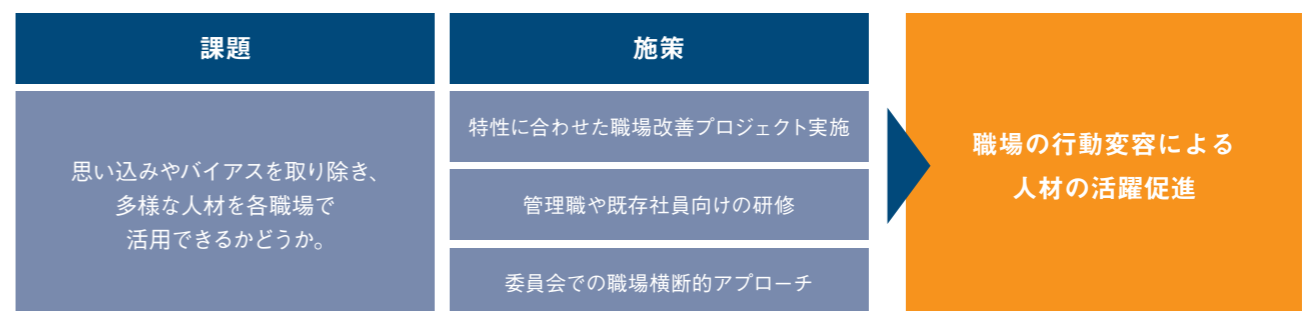 課題
思い込みやバイアスを取り除き、
多様な人材を各職場で
活用できるかどうか。
施策
特性に合わせた職場改善プロジェクト実施
管理職や既存社員向けの研修
委員会での職場横断的アプローチ
職場の行動変容による
人材の活躍促進